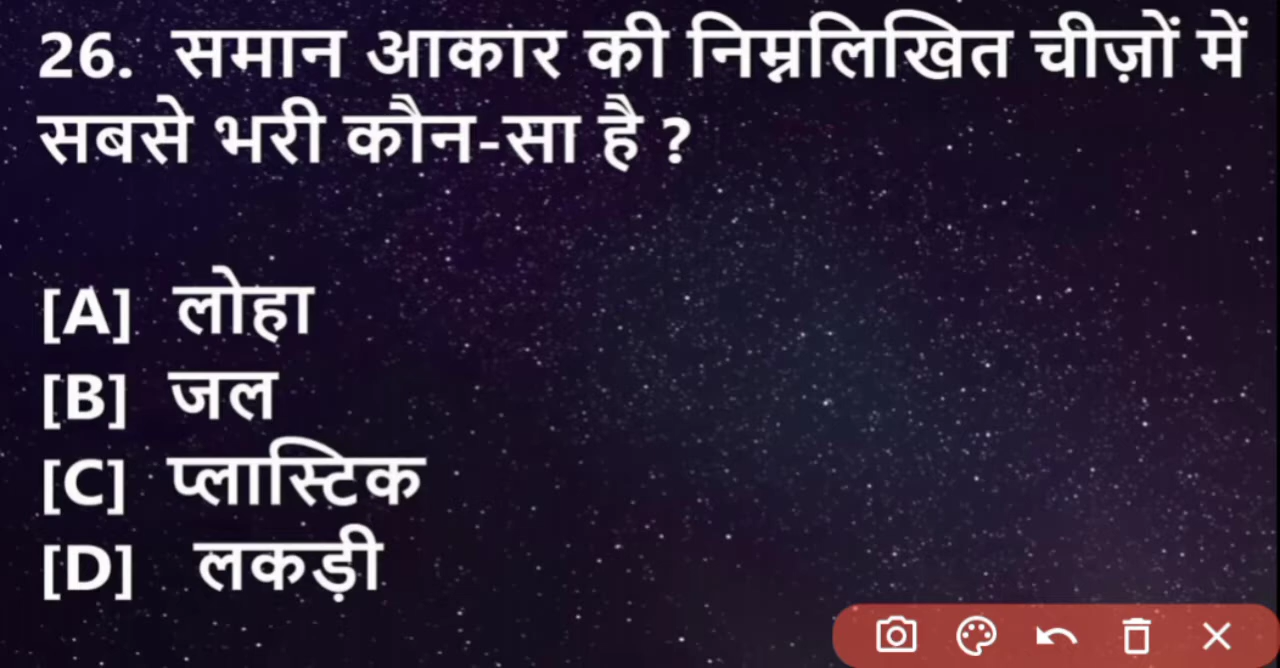 26. समान आकार की निम्नलिखित चीज़ों में
सबसे भरी कौन-सा है ?
[A] लोहा
[B] जल
[C] प्लास्टिक
[D] लकड़ी